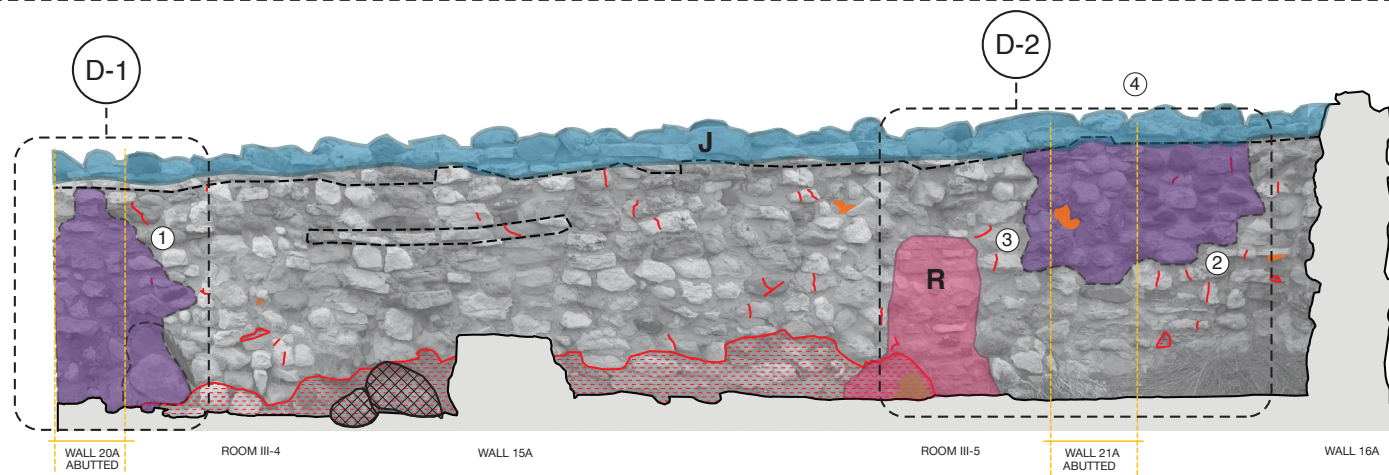 D-1
D-2
④
J
①
③
②
R
WALL 20A
ABUTTED
ROOM III-4
WALL 15A
ROOM III-5
WALL 21A
ABUTTED
WALL 16A